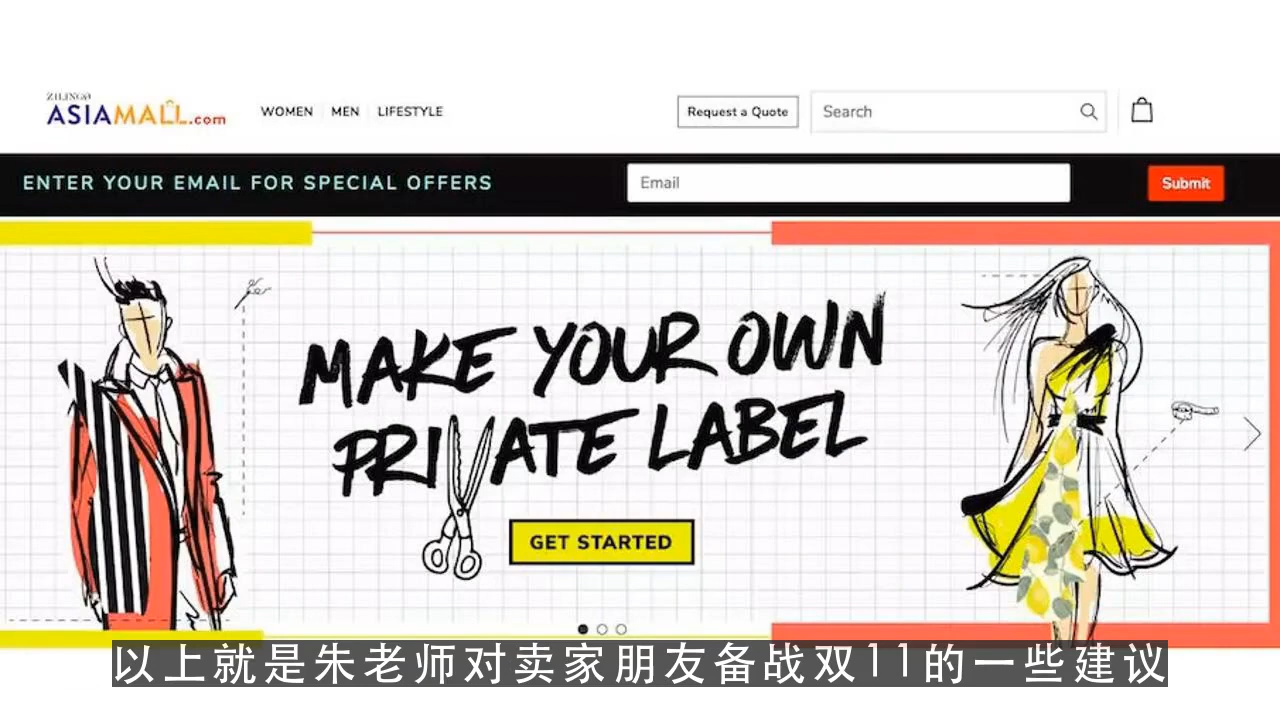 ZILINGO
ASIAMALL.com
WOMEN MEN LIFESTYLE
Request a Quote
Search
ENTER YOUR EMAIL FOR SPECIAL OFFERS
Email
Submit
MAKE YOUR OWN
PRIVATE LABEL
GET STARTED
以上就是朱老师对卖家朋友备战双11的一些建议